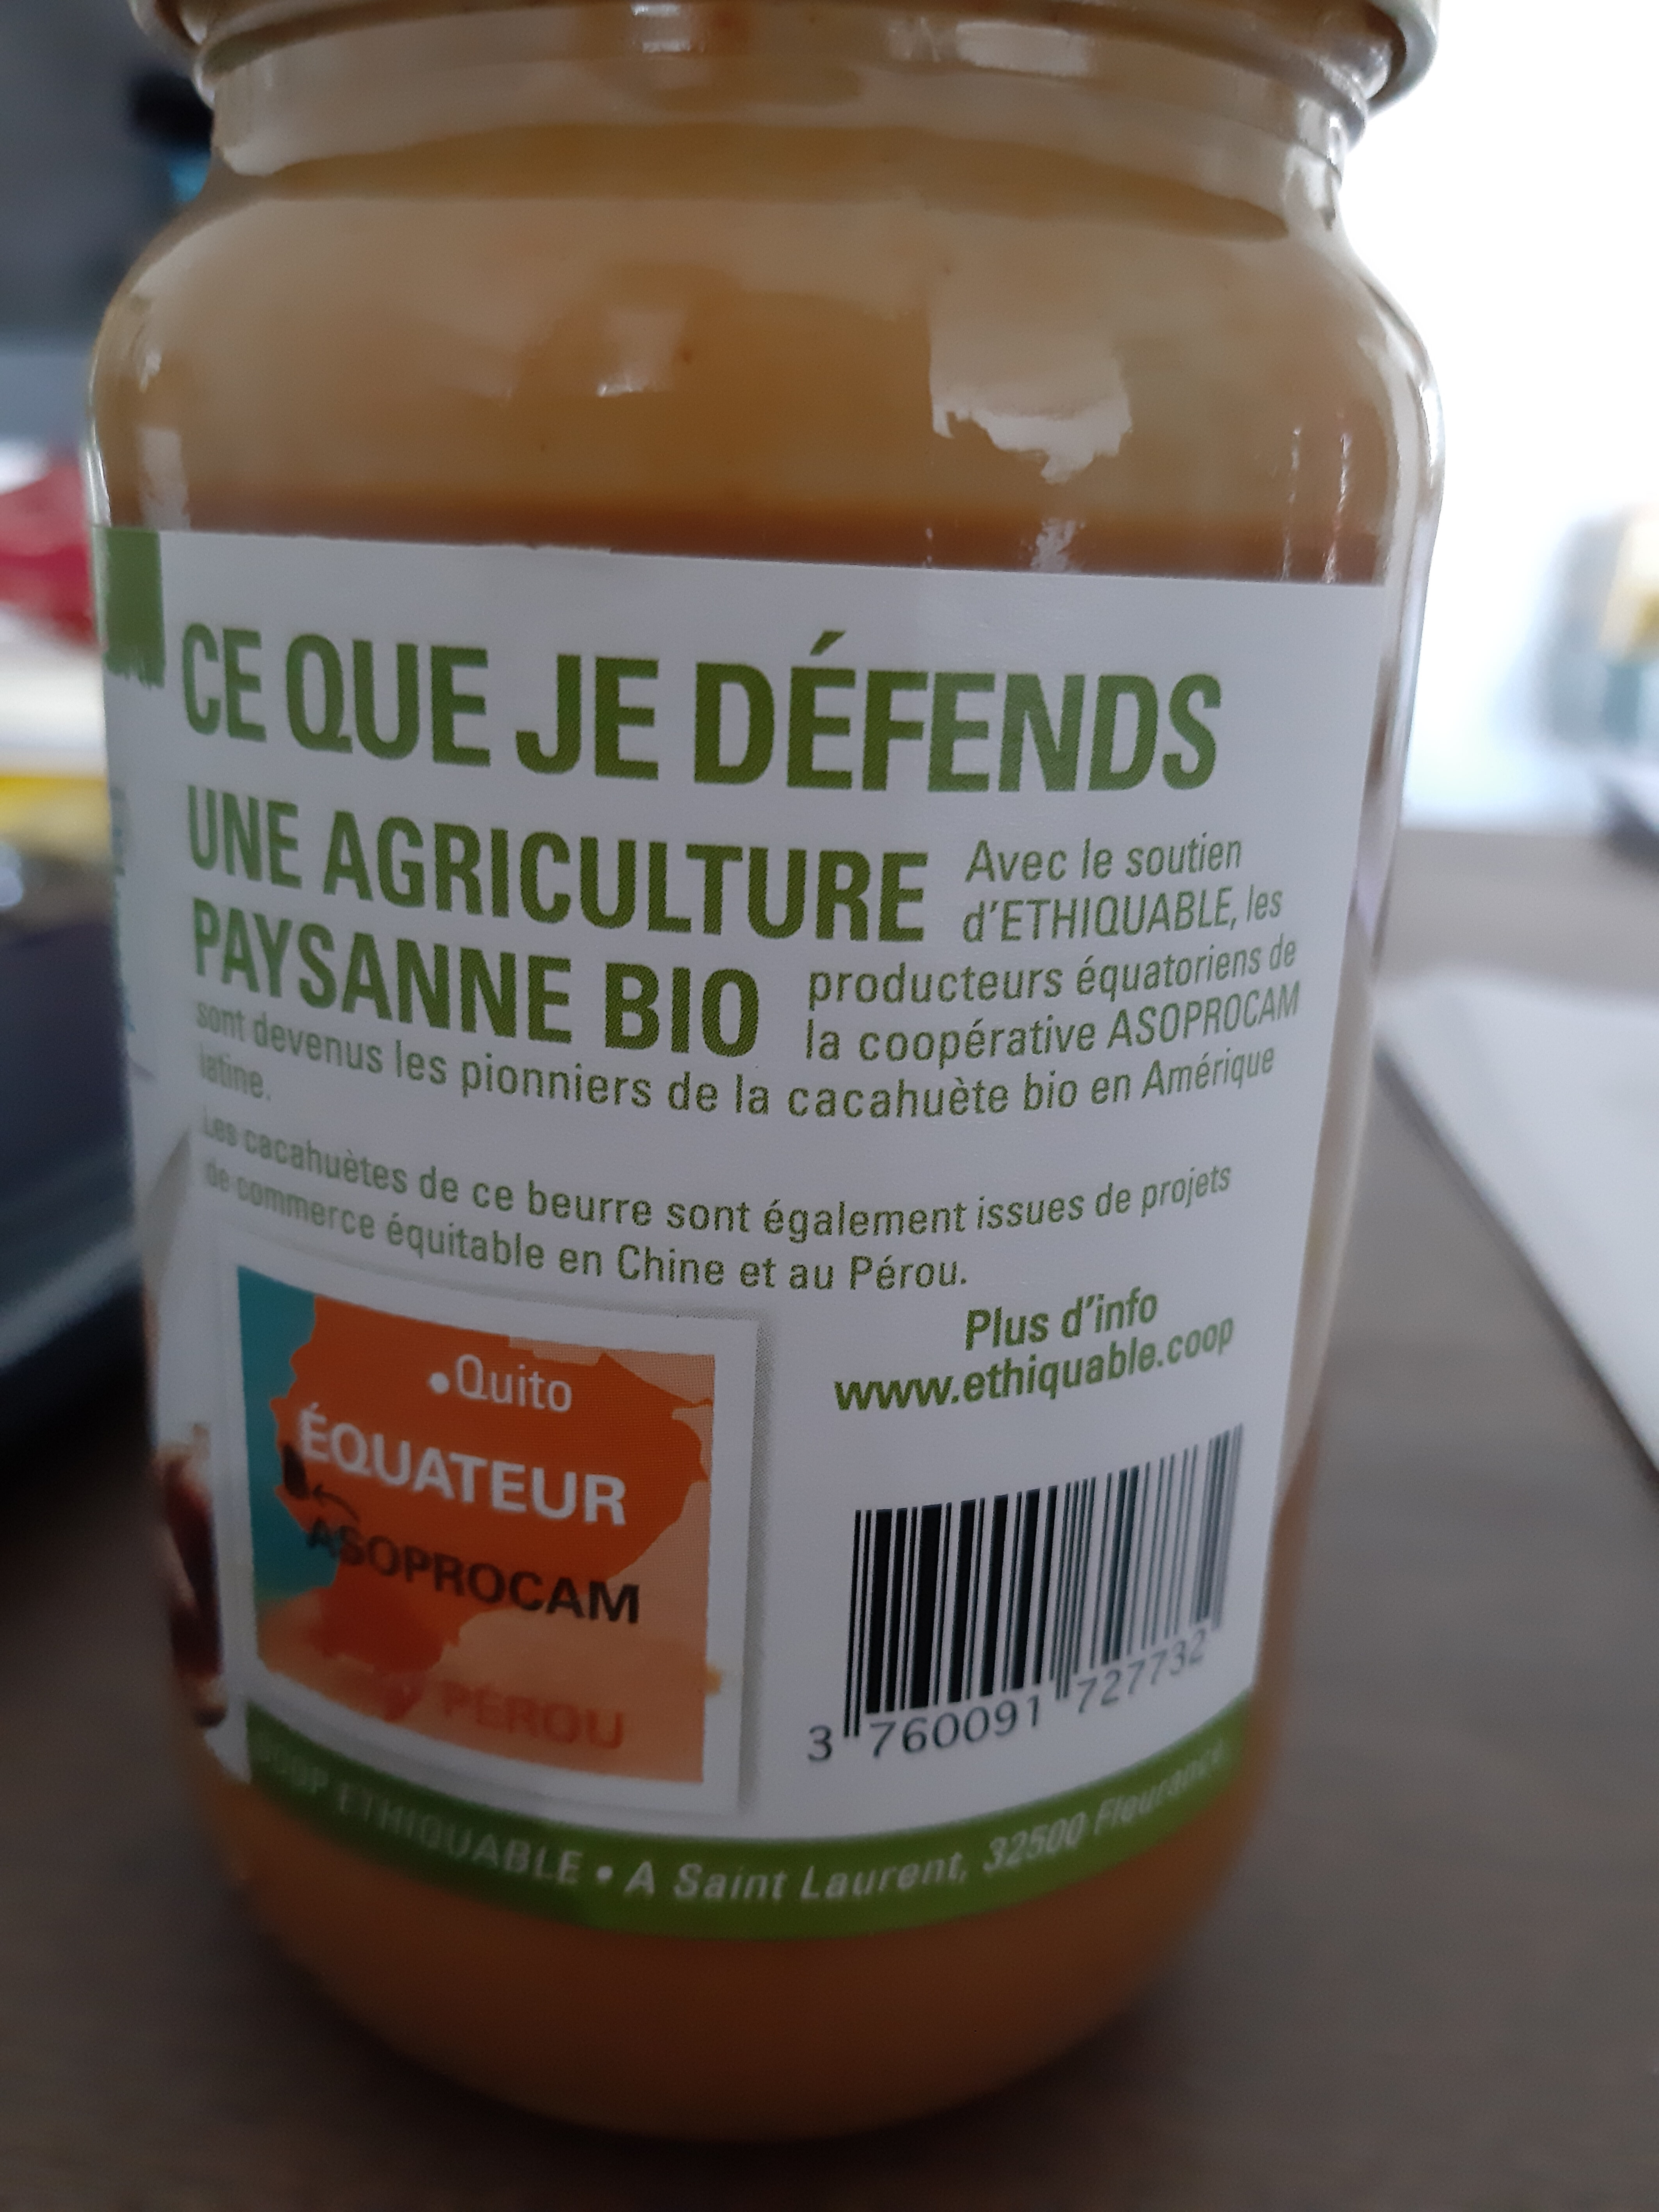 CE QUE JE DÉFENDS
UNE AGRICULTURE
PAYSANNE BIO
Avec le soutien
d'ETHIQUABLE, les
producteurs équatoriens de
la coopérative ASOPROCAM
sont devenus les pionniers de la cacahuète bio en Amérique
latine.
Les cacahuètes de ce beurre sont également issues de projets
de commerce équitable en Chine et au Pérou.
Plus d'info
www.ethiquable.coop
•Quito
ÉQUATEUR
ASOPROCAM
PÉROU
3 760091 727732
ETHIQUABLE • A Saint Laurent, 32500 Fleurance